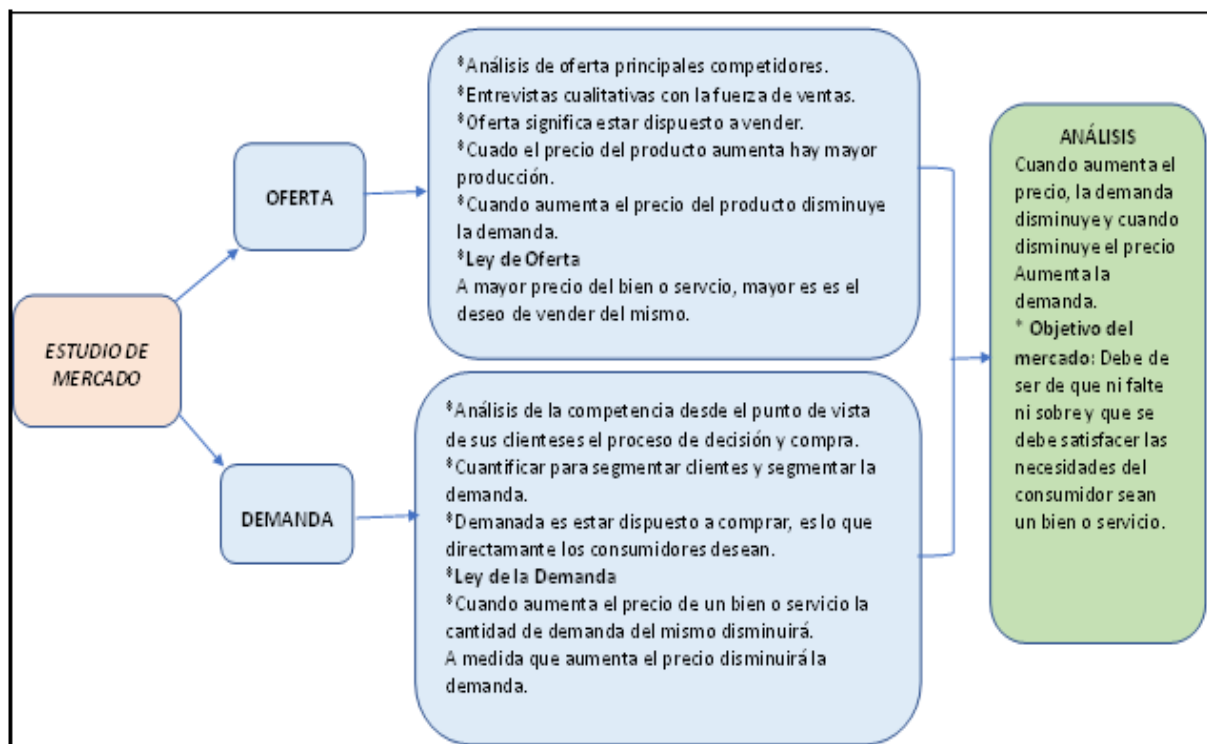 ESTUDIO DE
MERCADO
OFERTA
*Análisis de oferta principales competidores.
*Entrevistas cualitativas con la fuerza de ventas.
*Oferta significa estar dispuesto a vender.
*Cuado el precio del producto aumenta hay mayor
producción.
*Cuando aumenta el precio del producto disminuye
la demanda.
*Ley de Oferta
A mayor precio del bien o servcio, mayor es es el
deseo de vender del mismo.
DEMANDA
*Análisis de la competencia desde el punto de vista
de sus clienteses el proceso de decisión y compra.
*Cuantificar para segmentar clientes y segmentar la
demanda.
*Demanada es estar dispuesto a comprar, es lo que
directamante los consumidores desean.
*Ley de la Demanda
*Cuando aumenta el precio de un bien o servicio la
cantidad de demanda del mismo disminuirá.
A medida que aumenta el precio disminuirá la
demanda.
ANÁLISIS
Cuando aumenta el
precio, la demanda
disminuye y cuando
disminuye el precio
Aumenta la
demanda.
* Objetivo del
mercado: Debe de
ser de que ni falte
ni sobre y que se
debe satisfacer las
necesidades del
consumidor sean
un bien o servicio.